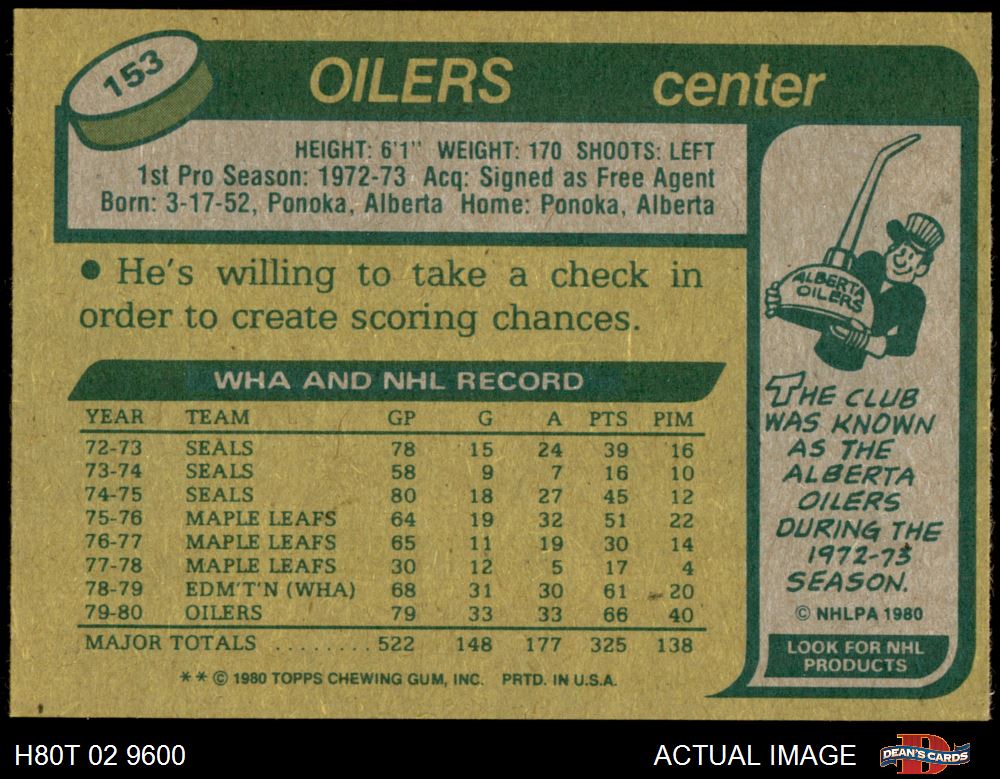 153
OILERS center
HEIGHT: 6'1" WEIGHT: 170 SHOOTS: LEFT
1st Pro Season: 1972-73 Acq: Signed as Free Agent
Born: 3-17-52, Ponoka, Alberta Home: Ponoka, Alberta
● He's willing to take a check in
order to create scoring chances.
WHA AND NHL RECORD
YEAR TEAM GP G A PTS PIM
72-73 SEALS 78 15 24 39 16
73-74 SEALS 58 9 7 16 10
74-75 SEALS 80 18 27 45 12
75-76 MAPLE LEAFS 64 19 32 51 22
76-77 MAPLE LEAFS 65 11 19 30 14
77-78 MAPLE LEAFS 30 12 5 17 4
78-79 EDM'T'N (WHA) 68 31 30 61 20
79-80 OILERS 79 33 33 66 40
MAJOR TOTALS ........ 522 148 177 325 138
** © 1980 TOPPS CHEWING GUM, INC. PRTD. IN U.S.A.
ALBERTA
OILERS
THE CLUB
WAS KNOWN
AS THE
ALBERTA
OILERS
DURING THE
1972-73
SEASON.
© NHLPA 1980
LOOK FOR NHL
PRODUCTS
H80T 02 9600 ACTUAL IMAGE
DEAN'S CARDS